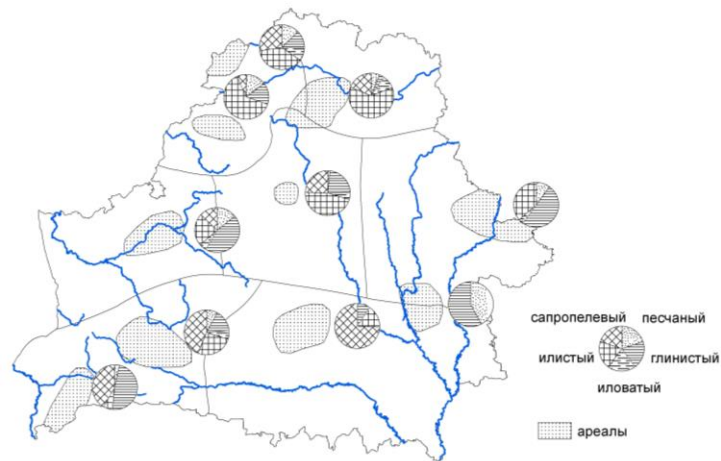 сапропелевый песчаный
илистый глинистый
иловатый
ареалы